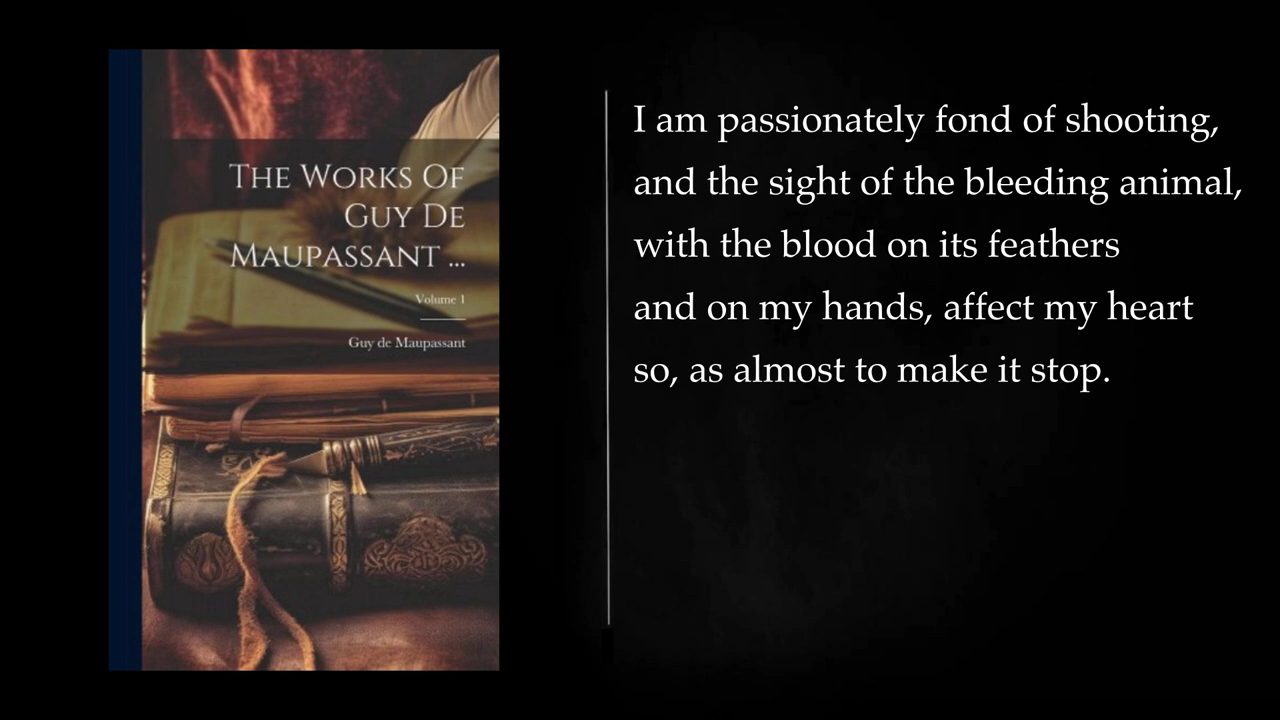 The Works Of
Guy De
Maupassant ...
Volume 1
Guy de Maupassant
I am passionately fond of shooting,
and the sight of the bleeding animal,
with the blood on its feathers
and on my hands, affect my heart
so, as almost to make it stop.